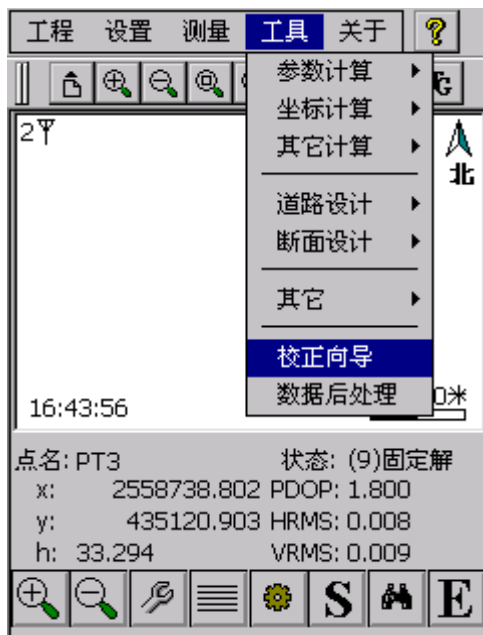 工程 设置 测量 工具 关于 ?
参数计算
坐标计算
其它计算
道路设计
断面设计
其它
校正向导
数据后处理
2
北
16:43:56
0米
点名: PT3 状态: (9)固定解
x: 2558738.802 PDOP: 1.800
y: 435120.903 HRMS: 0.008
h: 33.294 VRMS: 0.009
S E